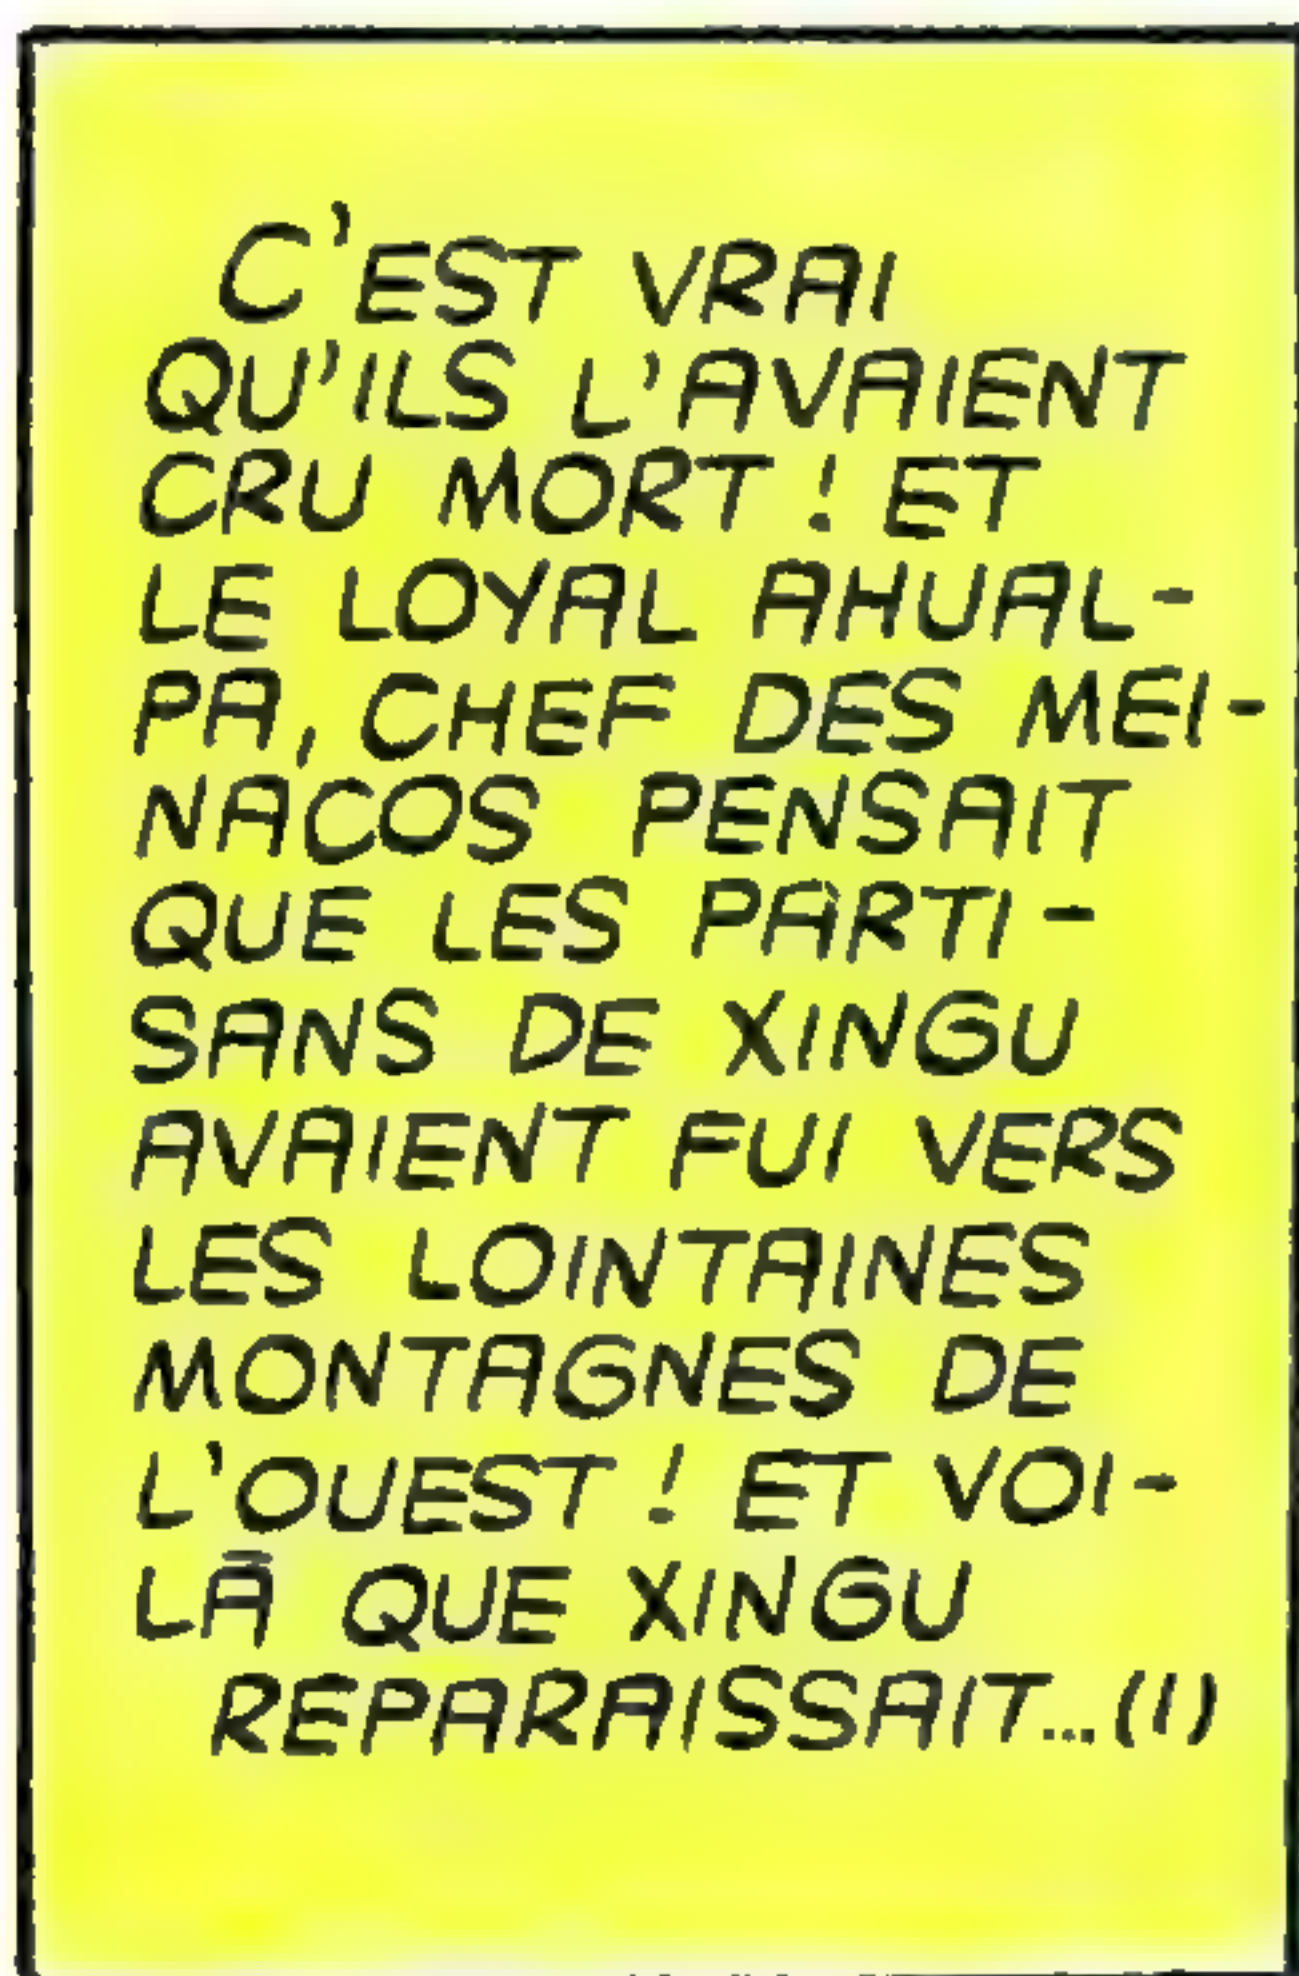 C'EST VRAI
QU'ILS L'AVAIENT
CRU MORT ! ET
LE LOYAL AHUAL-
PA, CHEF DES MEI-
NACOS PENSAIT
QUE LES PARTI-
SANS DE XINGU
AVAIENT FUI VERS
LES LOINTAINES
MONTAGNES DE
L'OUEST ! ET VOI-
LÀ QUE XINGU
REPARAISSAIT...(1)